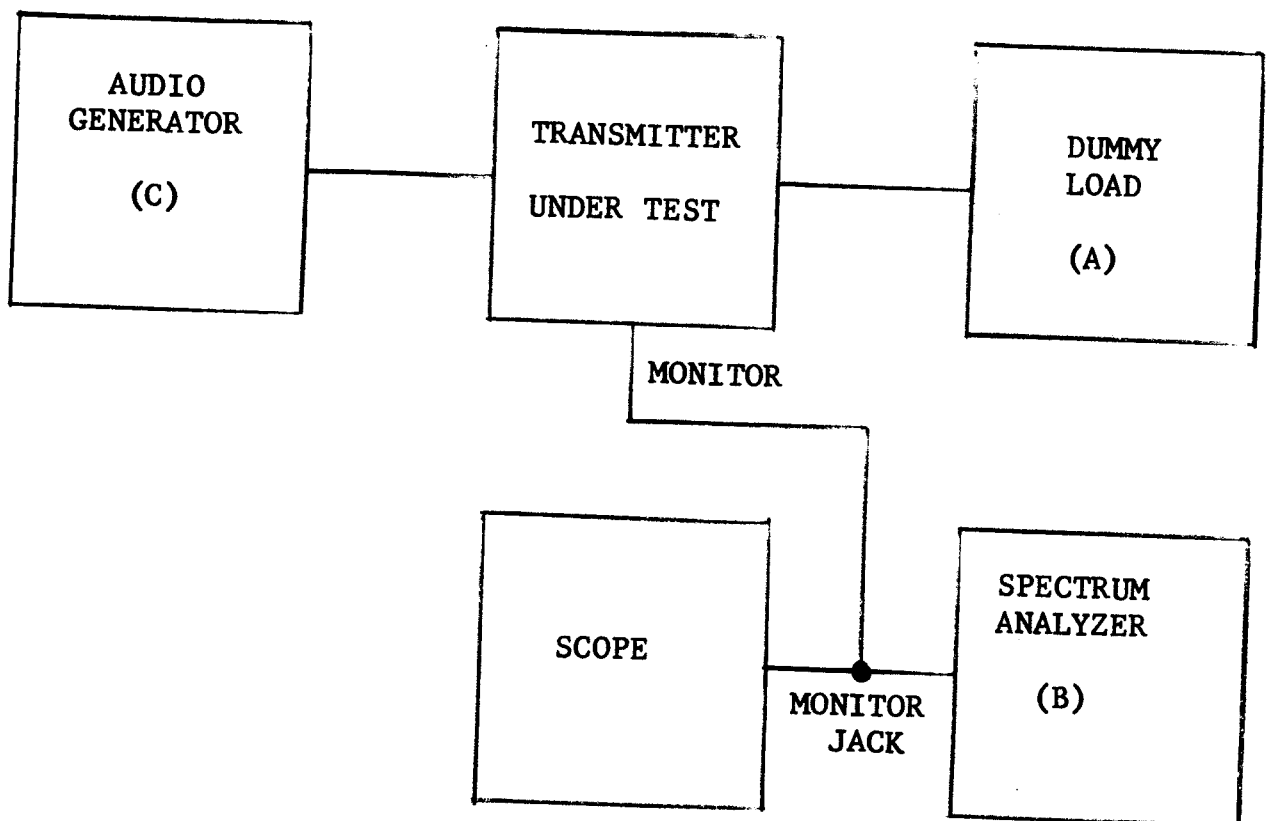 AUDIO
GENERATOR
(C)
TRANSMITTER
UNDER TEST
DUMMY
LOAD
(A)
MONITOR
SCOPE
MONITOR
JACK
SPECTRUM
ANALYZER
(B)